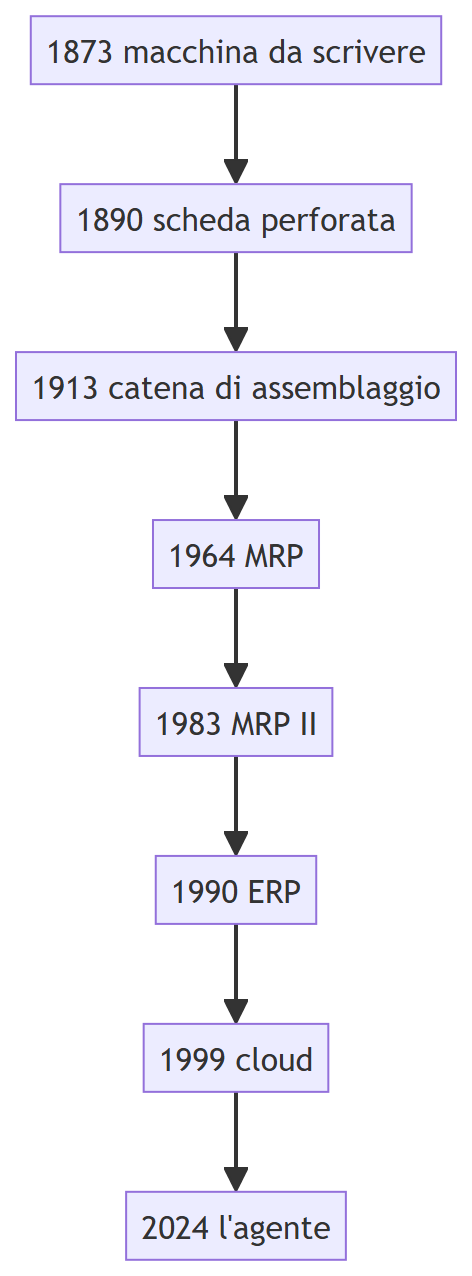 1873 macchina da scrivere
1890 scheda perforata
1913 catena di assemblaggio
1964 MRP
1983 MRP II
1990 ERP
1999 cloud
2024 l'agente